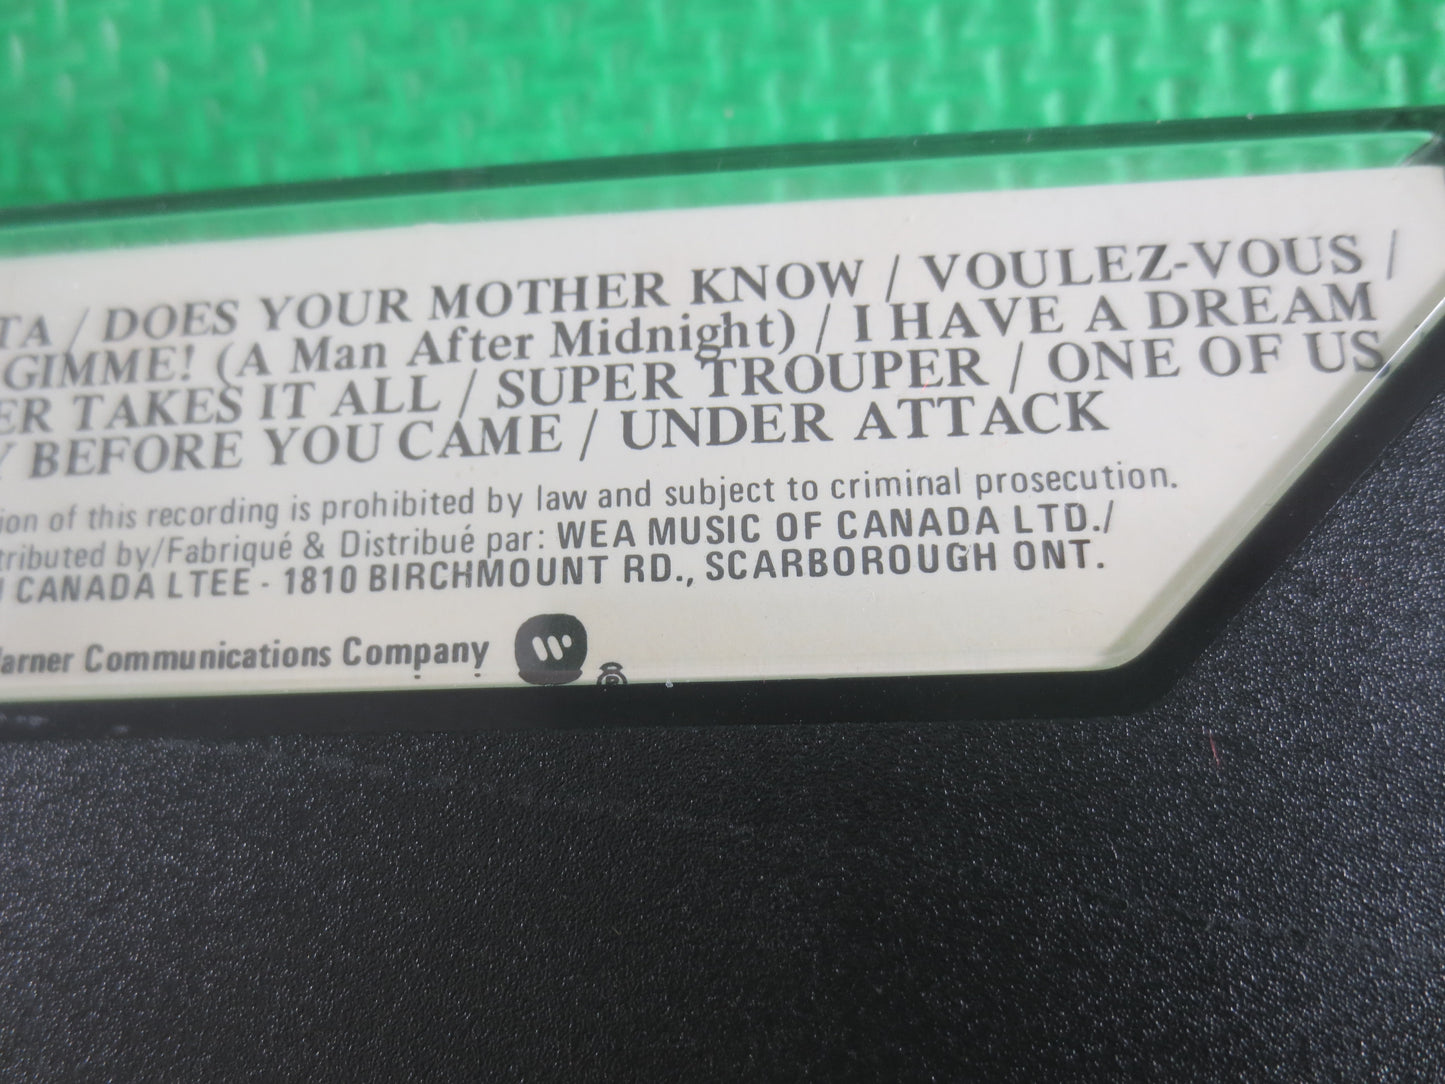 TA / DOES YOUR MOTHER KNOW / VOULEZ-VOUS /
GIMME! (A Man After Midnight) / I HAVE A DREAM
ER TAKES IT ALL / SUPER TROUPER / ONE OF US
Y BEFORE YOU CAME / UNDER ATTACK
ion of this recording is prohibited by law and subject to criminal prosecution.
tributed by/Fabriqué & Distribué par: WEA MUSIC OF CANADA LTD./
CANADA LTEE - 1810 BIRCHMOUNT RD., SCARBOROUGH ONT.
arner Communications Company